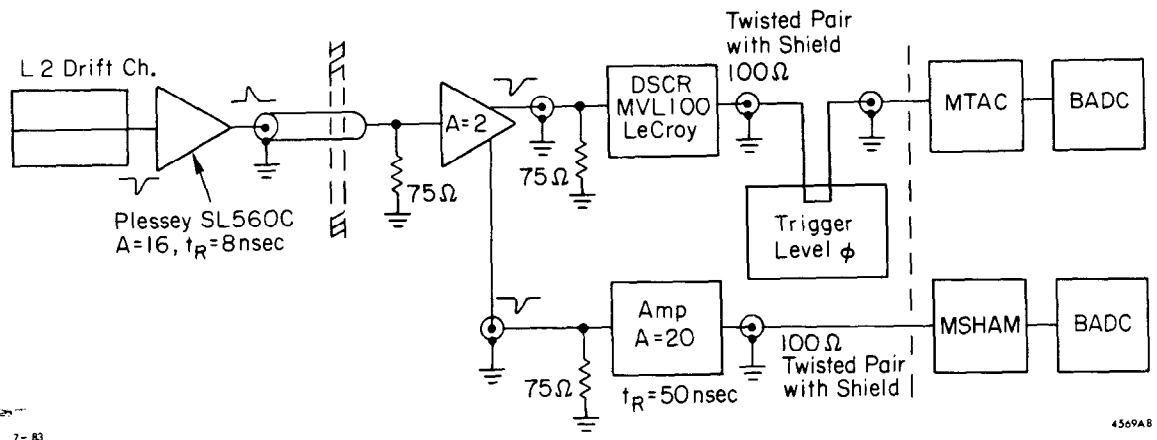 L2 Drift Ch.
Plessey SL560C
A=16, tR=8nsec
75Ω
A=2
75Ω
DSCR
MVL100
LeCroy
Twisted Pair
with Shield
100Ω
Trigger
Level ϕ
MTAC
BADC
75Ω
Amp
A=20
tR=50nsec
100Ω
Twisted Pair
with Shield
MSHAM
BADC
7-83
4569A8